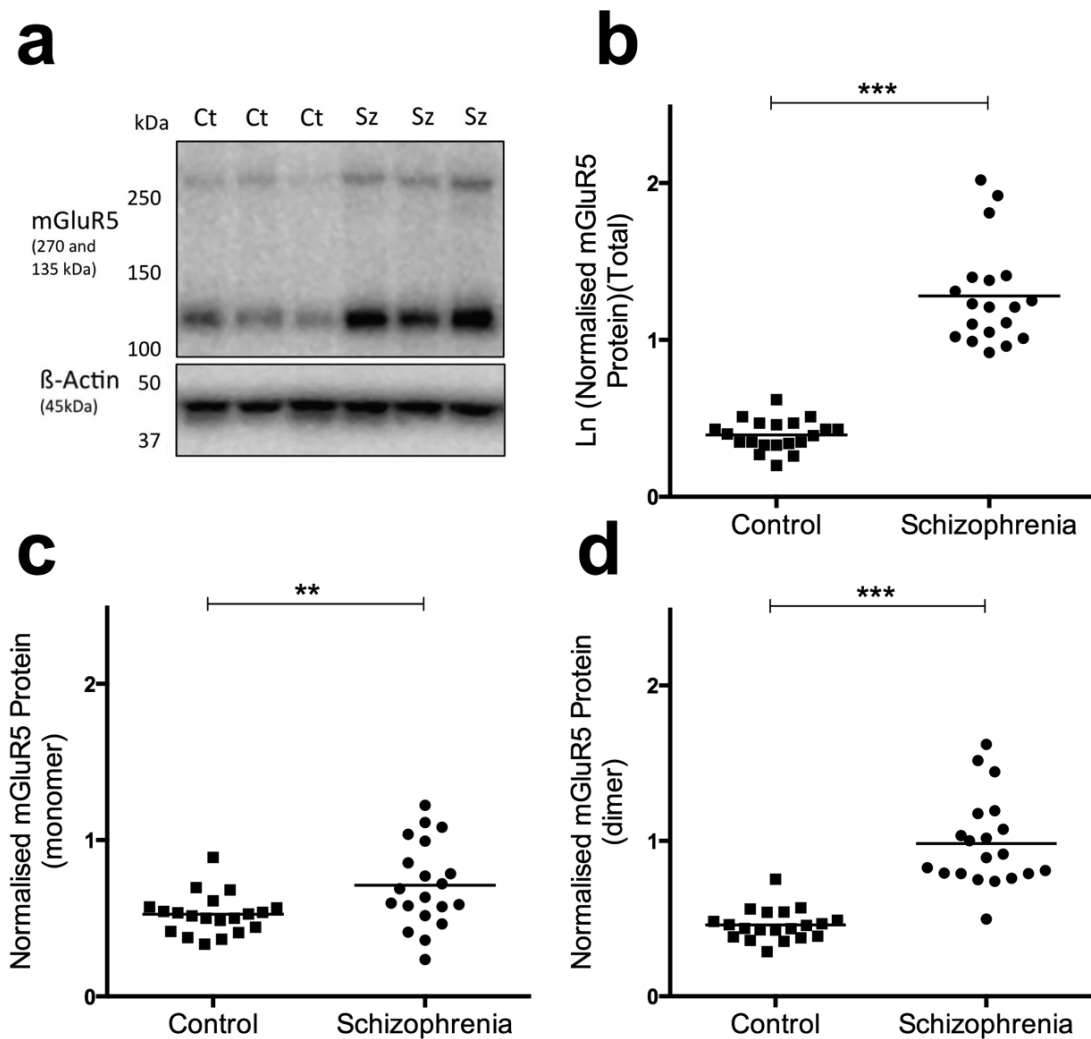 a
kDa
Ct Ct Ct Sz Sz Sz
250
mGluR5
(270 and
135 kDa)
150
100
ß-Actin
(45kDa)
50
37
b
***
Ln (Normalised mGluR5
Protein)(Total)
2
1
0
Control Schizophrenia
c
**
Normalised mGluR5 Protein
(monomer)
2
1
0
Control Schizophrenia
d
***
Normalised mGluR5 Protein
(dimer)
2
1
0
Control Schizophrenia